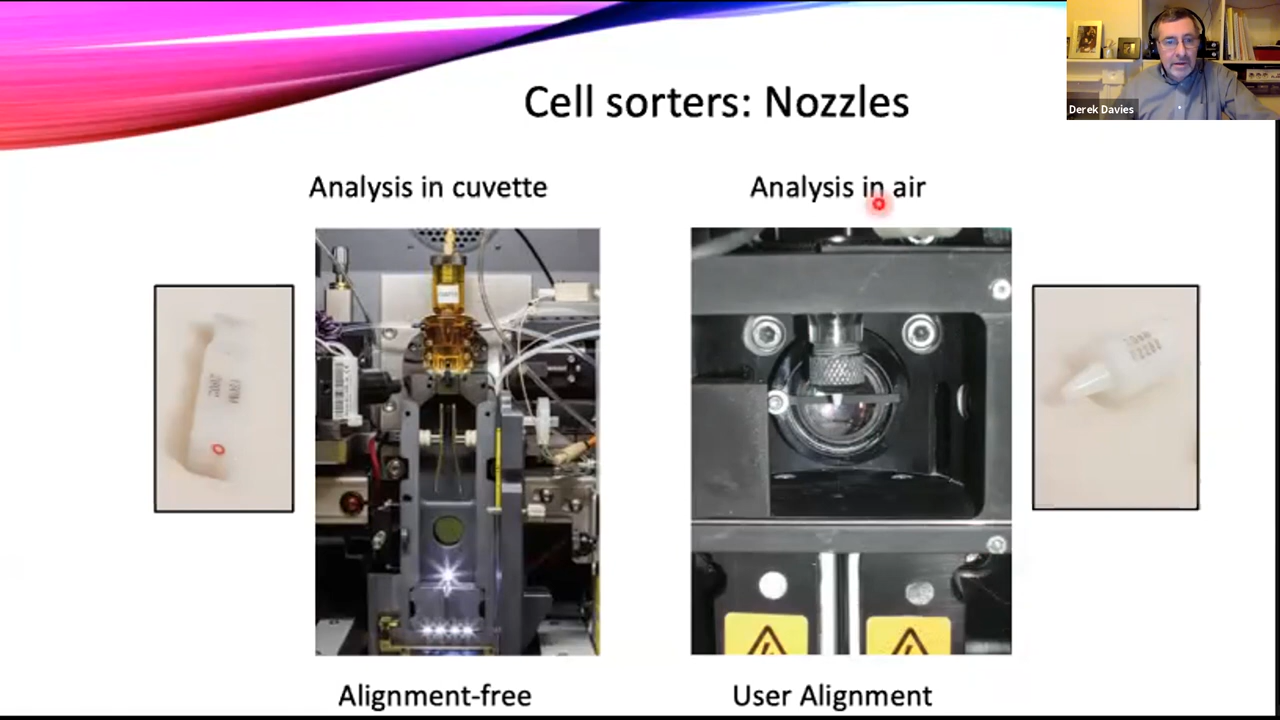 Cell sorters: Nozzles
Derek Davies
Analysis in cuvette
Analysis in air
Alignment-free
User Alignment